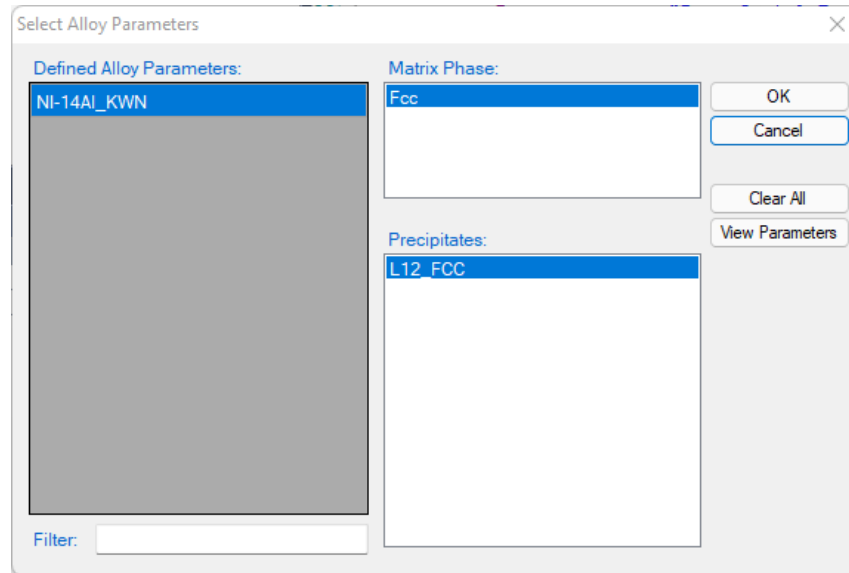 Select Alloy Parameters
Defined Alloy Parameters:
NI-14Al_KWN
Filter:
Matrix Phase:
Fcc
Precipitates:
L12_FCC
OK
Cancel
Clear All
View Parameters